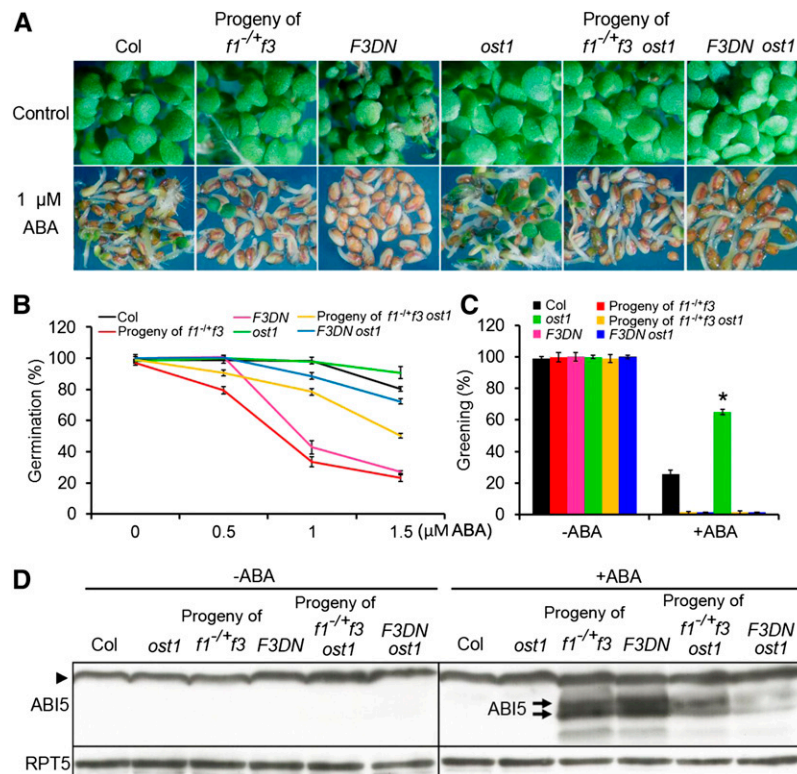 A
Col
Progeny of
f1-/+f3
F3DN
ost1
Progeny of
f1-/+f3 ost1
F3DN ost1
Control
1 μM
ABA
B
Col
Progeny of f1-/+f3
F3DN
ost1
Progeny of f1-/+f3 ost1
F3DN ost1
Germination (%)
120
100
80
60
40
20
0
0 0.5 1 1.5 (μM ABA)
C
Col
ost1
F3DN
Progeny of f1-/+f3
Progeny of f1-/+f3 ost1
F3DN ost1
Greening (%)
120
100
80
60
40
20
0
*
-ABA +ABA
D
-ABA
Col
ost1
Progeny of
f1-/+f3
F3DN
Progeny of
f1-/+f3
ost1
F3DN
ost1
+ABA
Col
ost1
Progeny of
f1-/+f3
F3DN
Progeny of
f1-/+f3
ost1
F3DN
ost1
ABI5
ABI5
RPT5